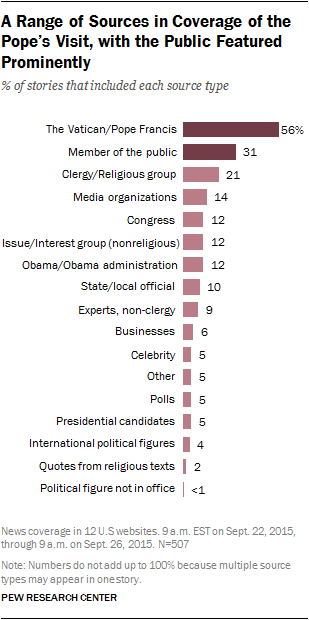 A Range of Sources in Coverage of the
Pope's Visit, with the Public Featured
Prominently
% of stories that included each source type
The Vatican/Pope Francis 56%
Member of the public 31
Clergy/Religious group 21
Media organizations 14
Congress 12
Issue/Interest group (nonreligious) 12
Obama/Obama administration 12
State/local official 10
Experts, non-clergy 9
Businesses 6
Celebrity 5
Other 5
Polls 5
Presidential candidates 5
International political figures 4
Quotes from religious texts 2
Political figure not in office <1
News coverage in 12 U.S websites. 9 a.m. EST on Sept. 22, 2015,
through 9 a.m. on Sept. 26, 2015. N=507
Note: Numbers do not add up to 100% because multiple source
types may appear in one story.
PEW RESEARCH CENTER